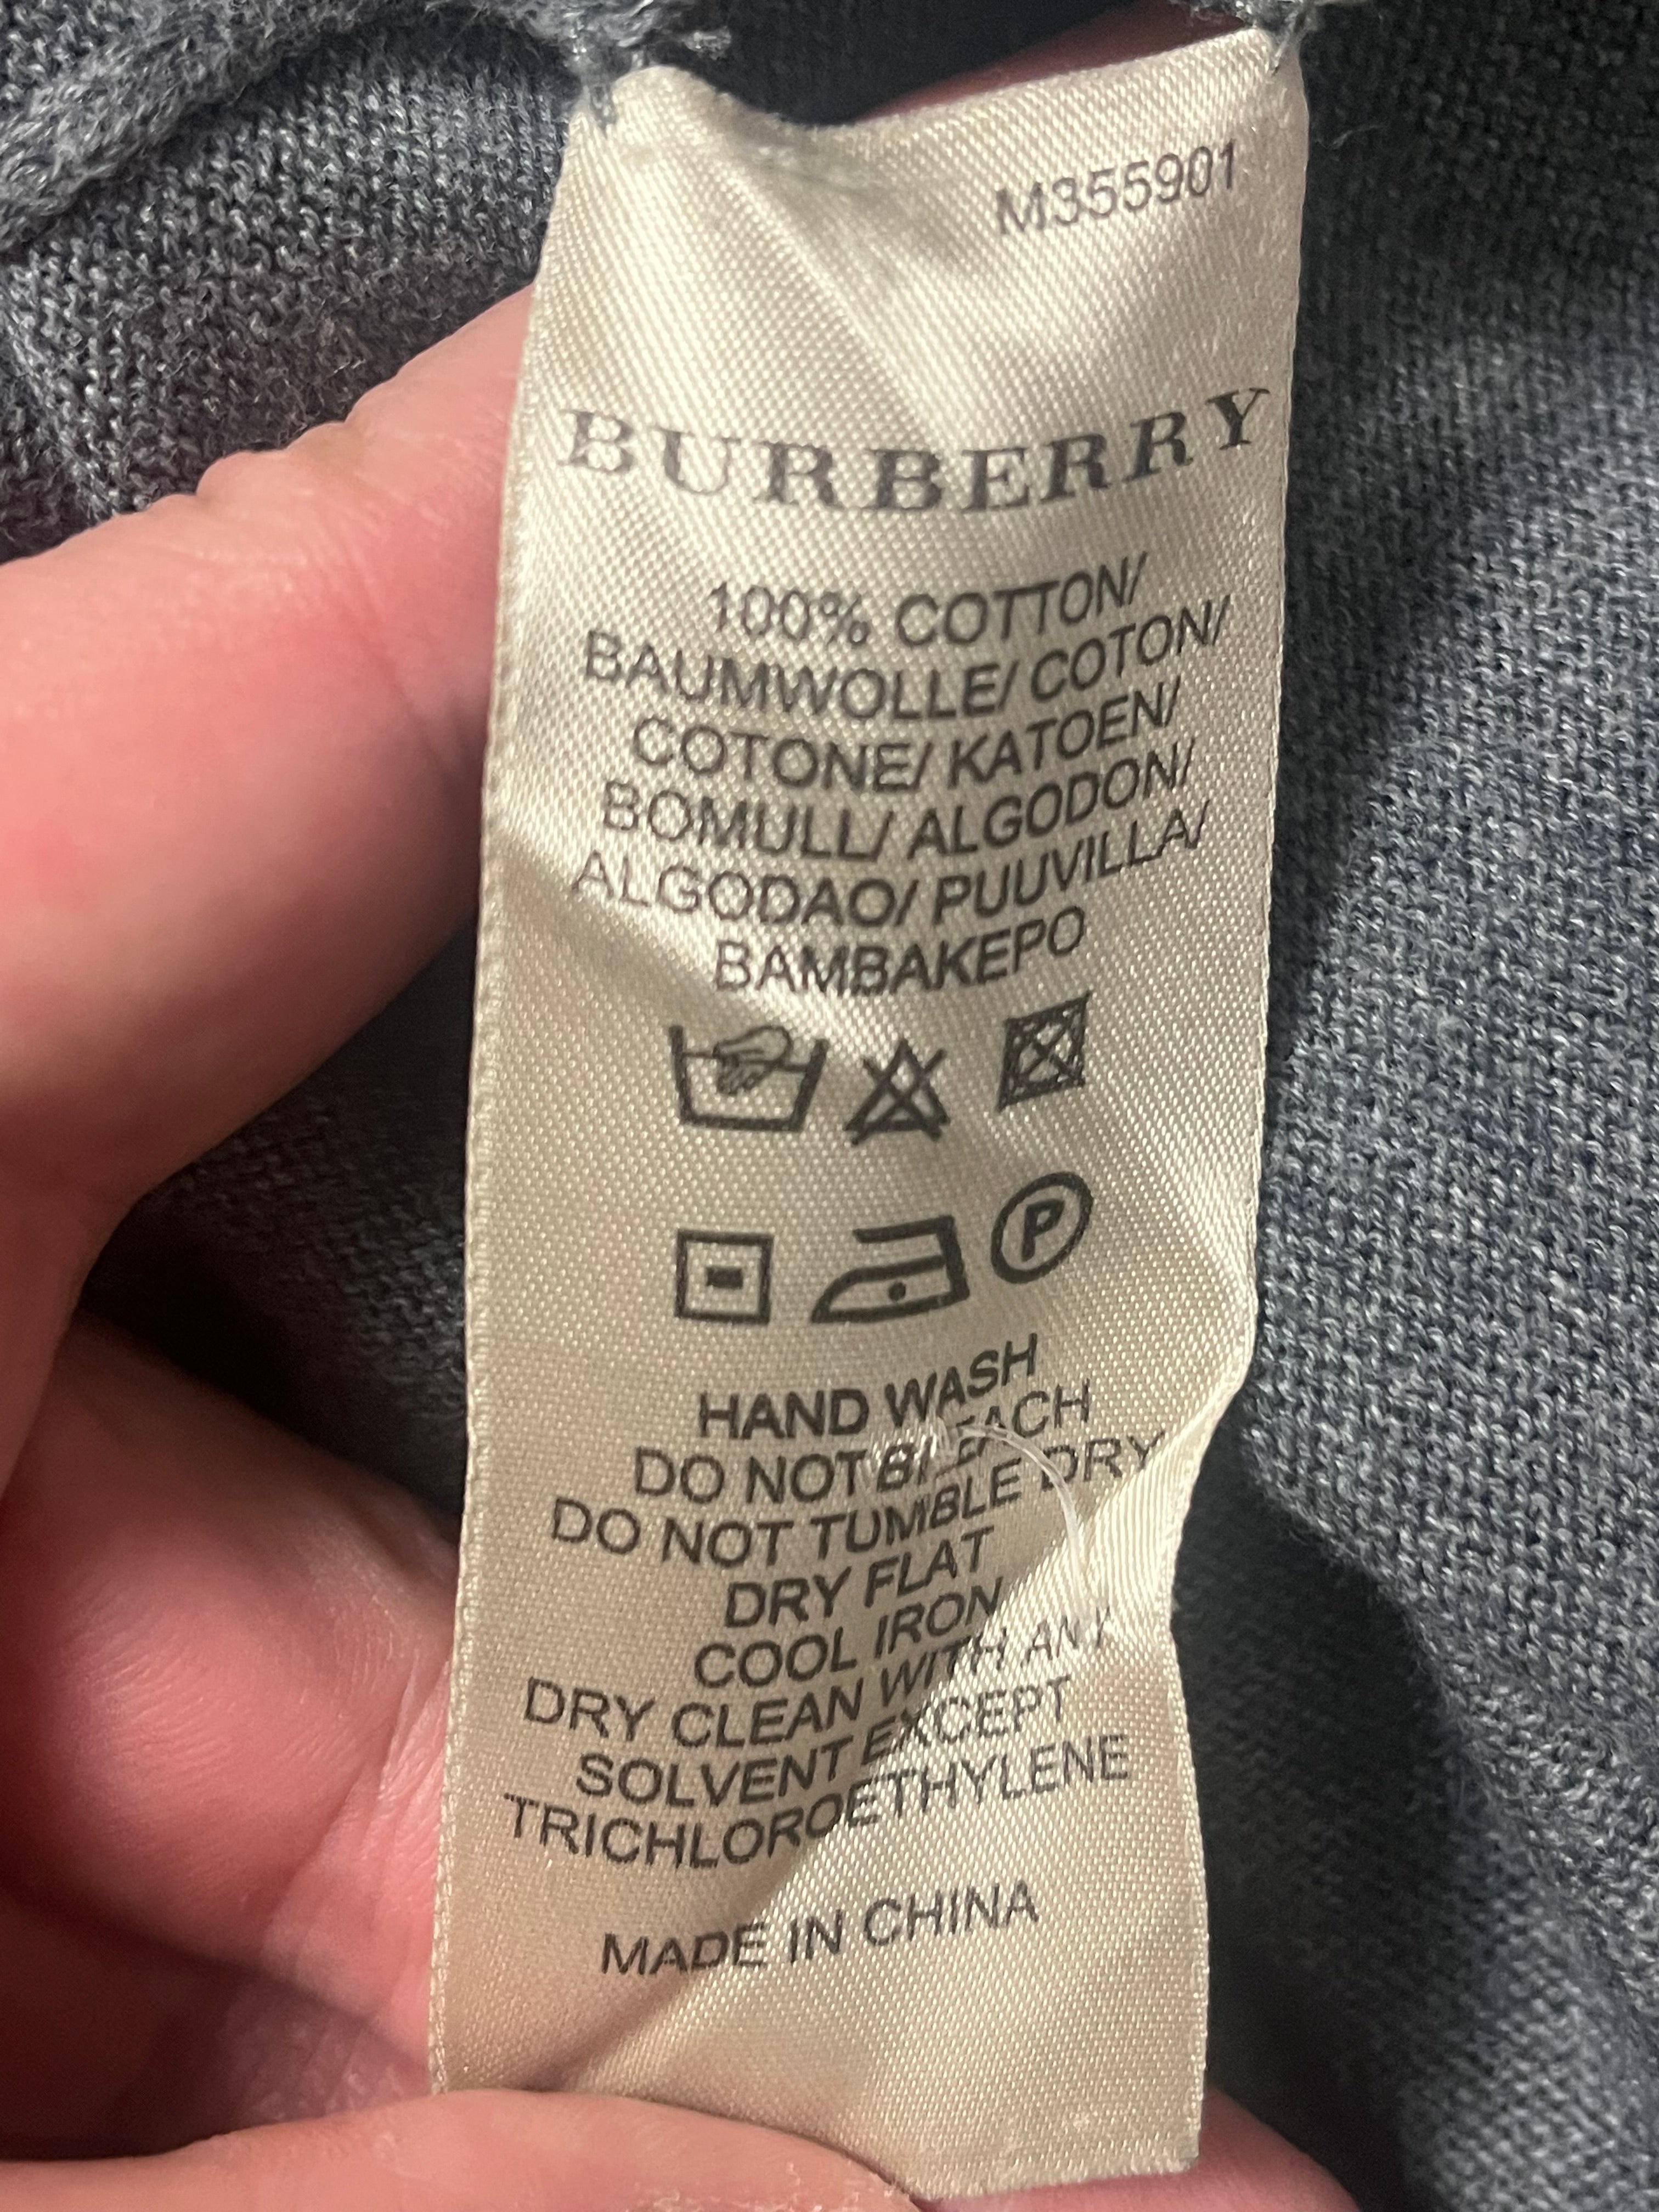 M355901
BURBERRY
100% COTTON/
BAUMWOLLE/ COTON/
COTONE/ KATOEN/
BOMULL/ ALGODON/
ALGODAO/ PUUVILLA/
BAMBAKEPO
P
HAND WASH
DO NOT BLEACH
DO NOT TUMBLE DRY
DRY FLAT
COOL IRON
DRY CLEAN WITH ANY
SOLVENT EXCEPT
TRICHLOROETHYLENE
MADE IN CHINA